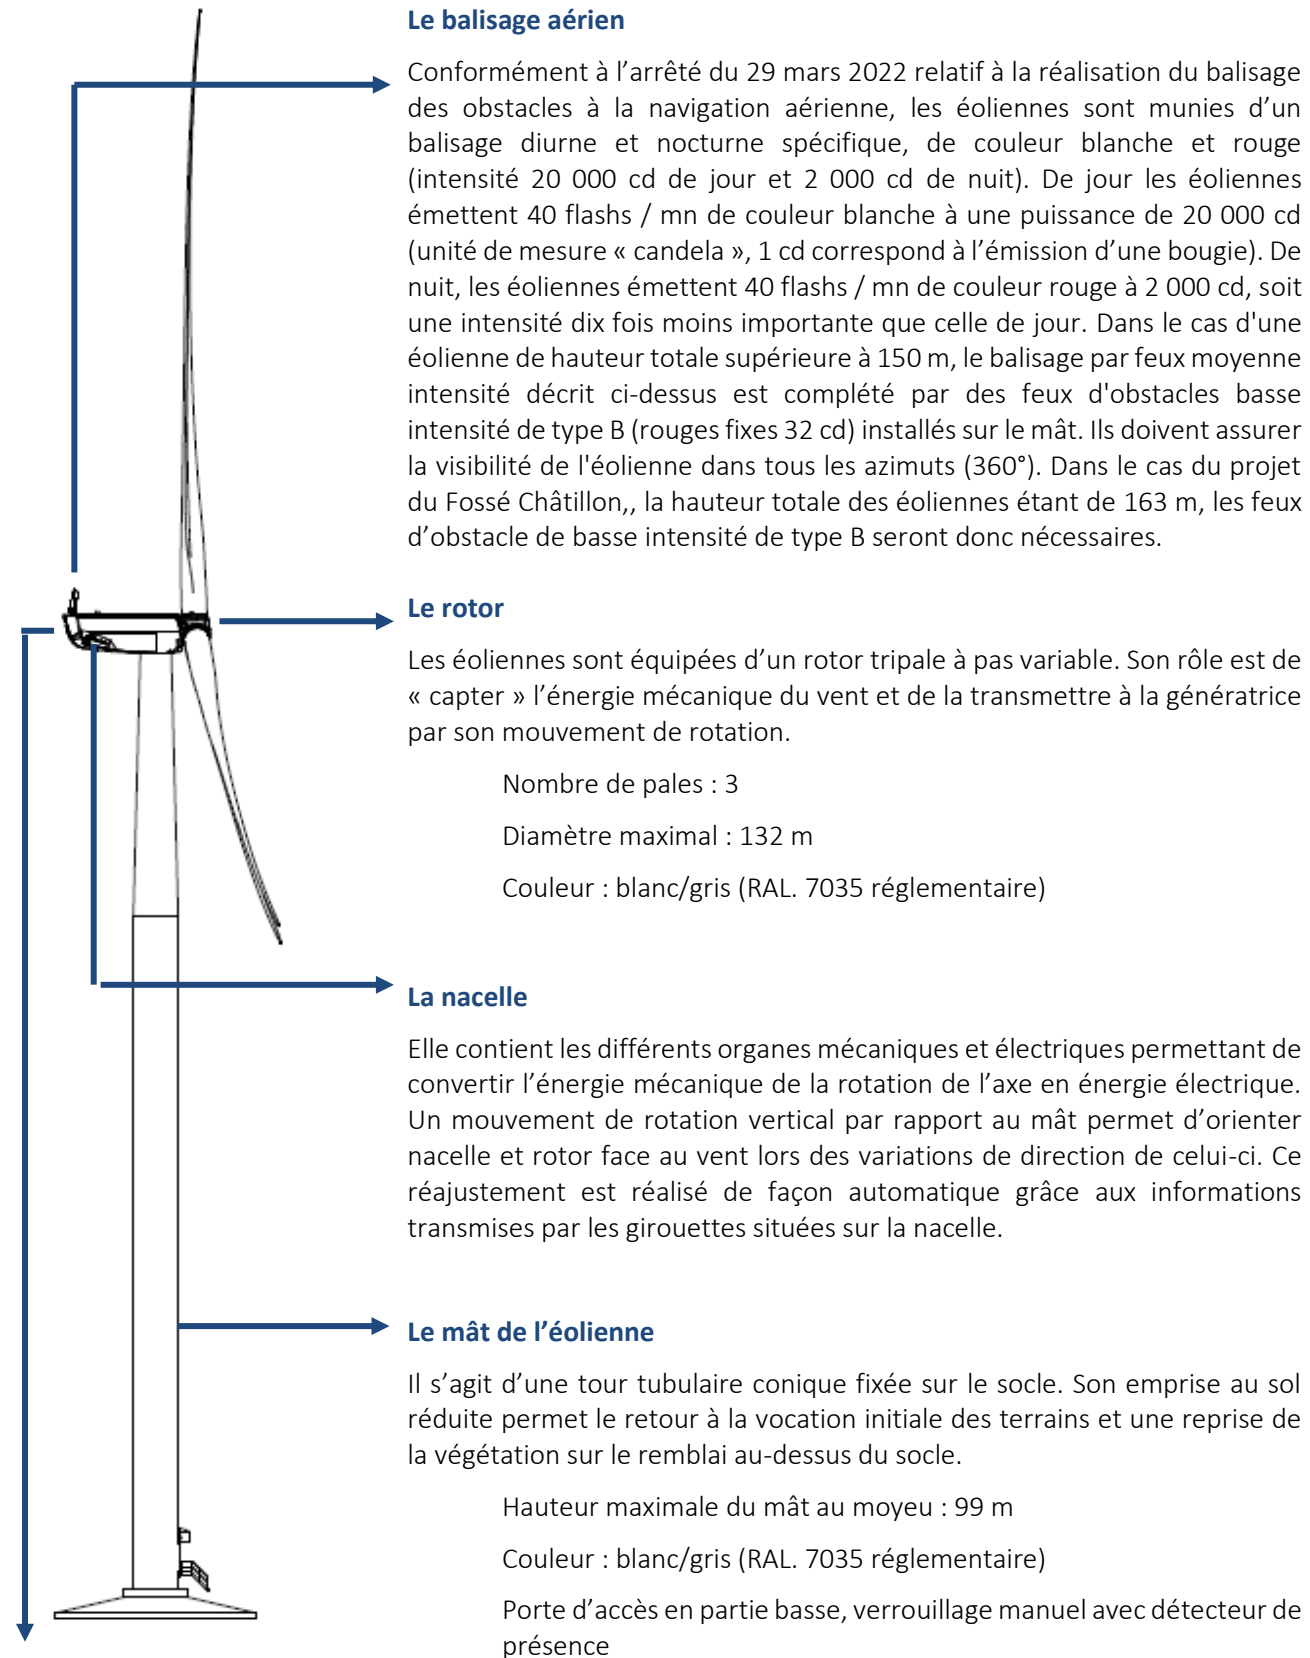 Le balisage aérien
Conformément à l’arrêté du 29 mars 2022 relatif à la réalisation du balisage
des obstacles à la navigation aérienne, les éoliennes sont munies d’un
balisage diurne et nocturne spécifique, de couleur blanche et rouge
(intensité 20 000 cd de jour et 2 000 cd de nuit). De jour les éoliennes
émettent 40 flashs / mn de couleur blanche à une puissance de 20 000 cd
(unité de mesure « candela », 1 cd correspond à l’émission d’une bougie). De
nuit, les éoliennes émettent 40 flashs / mn de couleur rouge à 2 000 cd, soit
une intensité dix fois moins importante que celle de jour. Dans le cas d'une
éolienne de hauteur totale supérieure à 150 m, le balisage par feux moyenne
intensité décrit ci-dessus est complété par des feux d'obstacles basse
intensité de type B (rouges fixes 32 cd) installés sur le mât. Ils doivent assurer
la visibilité de l'éolienne dans tous les azimuts (360°). Dans le cas du projet
du Fossé Châtillon,, la hauteur totale des éoliennes étant de 163 m, les feux
d’obstacle de basse intensité de type B seront donc nécessaires.
Le rotor
Les éoliennes sont équipées d’un rotor tripale à pas variable. Son rôle est de
« capter » l’énergie mécanique du vent et de la transmettre à la génératrice
par son mouvement de rotation.
Nombre de pales : 3
Diamètre maximal : 132 m
Couleur : blanc/gris (RAL. 7035 réglementaire)
La nacelle
Elle contient les différents organes mécaniques et électriques permettant de
convertir l’énergie mécanique de la rotation de l’axe en énergie électrique.
Un mouvement de rotation vertical par rapport au mât permet d’orienter
nacelle et rotor face au vent lors des variations de direction de celui-ci. Ce
réajustement est réalisé de façon automatique grâce aux informations
transmises par les girouettes situées sur la nacelle.
Le mât de l’éolienne
Il s’agit d’une tour tubulaire conique fixée sur le socle. Son emprise au sol
réduite permet le retour à la vocation initiale des terrains et une reprise de
la végétation sur le remblai au-dessus du socle.
Hauteur maximale du mât au moyeu : 99 m
Couleur : blanc/gris (RAL. 7035 réglementaire)
Porte d’accès en partie basse, verrouillage manuel avec détecteur de
présence